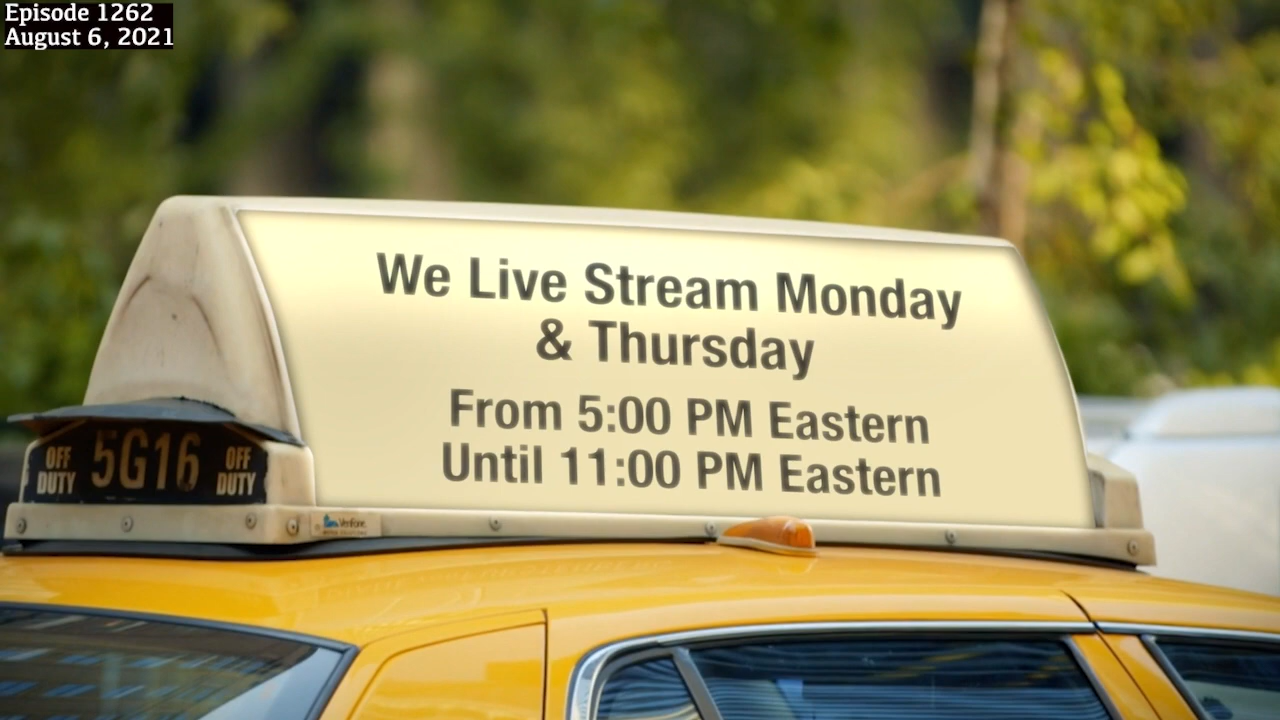 Episode 1262
August 6, 2021
We Live Stream Monday
& Thursday
From 5:00 PM Eastern
Until 11:00 PM Eastern
OFF DUTY
5G16
OFF DUTY
VeriFone